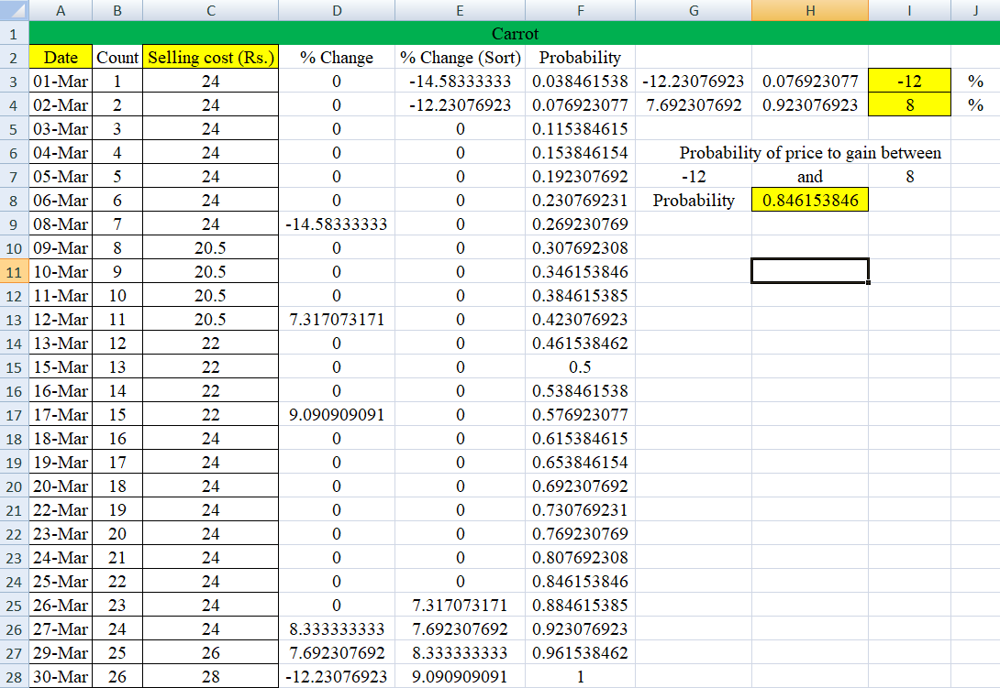 A B C D E F G H I J
1 Carrot
2 Date Count Selling cost (Rs.) % Change % Change (Sort) Probability
3 01-Mar 1 24 0 -14.58333333 0.038461538 -12.23076923 0.076923077 -12 %
4 02-Mar 2 24 0 -12.23076923 0.076923077 7.692307692 0.923076923 8 %
5 03-Mar 3 24 0 0 0.115384615
6 04-Mar 4 24 0 0 0.153846154 Probability of price to gain between
7 05-Mar 5 24 0 0 0.192307692 -12 and 8
8 06-Mar 6 24 0 0 0.230769231 Probability 0.846153846
9 08-Mar 7 24 -14.58333333 0 0.269230769
10 09-Mar 8 20.5 0 0 0.307692308
11 10-Mar 9 20.5 0 0 0.346153846
12 11-Mar 10 20.5 0 0 0.384615385
13 12-Mar 11 20.5 7.317073171 0 0.423076923
14 13-Mar 12 22 0 0 0.461538462
15 15-Mar 13 22 0 0 0.5
16 16-Mar 14 22 0 0 0.538461538
17 17-Mar 15 22 9.090909091 0 0.576923077
18 18-Mar 16 24 0 0 0.615384615
19 19-Mar 17 24 0 0 0.653846154
20 20-Mar 18 24 0 0 0.692307692
21 22-Mar 19 24 0 0 0.730769231
22 23-Mar 20 24 0 0 0.769230769
23 24-Mar 21 24 0 0 0.807692308
24 25-Mar 22 24 0 0 0.846153846
25 26-Mar 23 24 0 7.317073171 0.884615385
26 27-Mar 24 24 8.333333333 7.692307692 0.923076923
27 29-Mar 25 26 7.692307692 8.333333333 0.961538462
28 30-Mar 26 28 -12.23076923 9.090909091 1